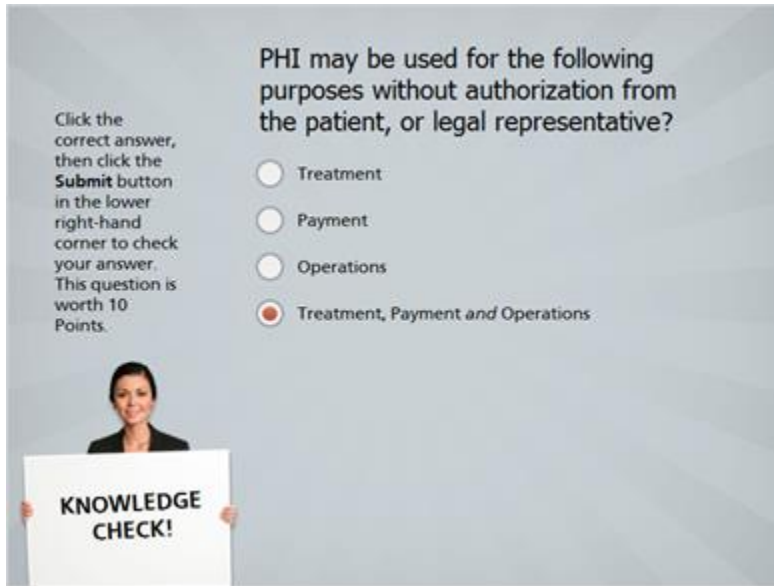 PHI may be used for the following
purposes without authorization from
the patient, or legal representative?
Click the
correct answer,
then click the
Submit button
in the lower
right-hand
corner to check
your answer.
This question is
worth 10
Points.
Treatment
Payment
Operations
Treatment, Payment and Operations
KNOWLEDGE
CHECK!